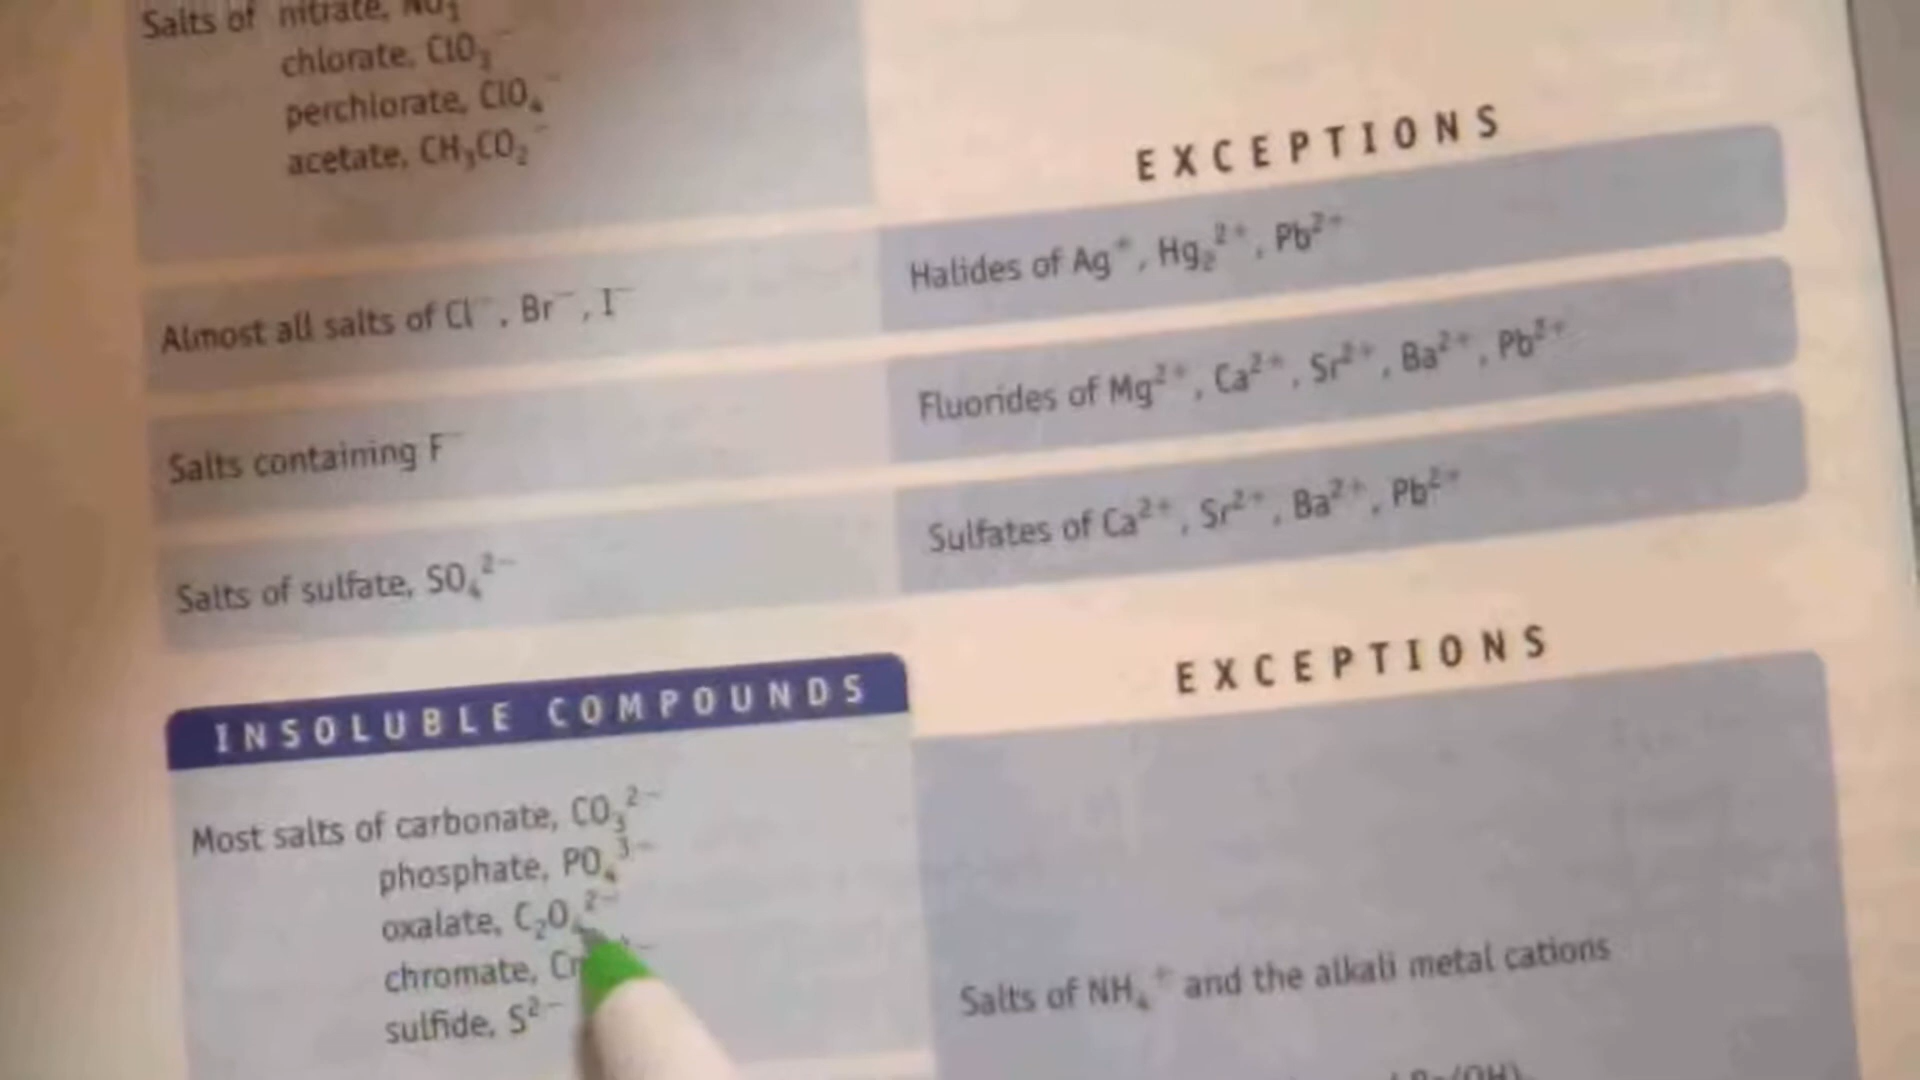 Salts of nitrate, NO₃
chlorate, ClO₃⁻
perchlorate, ClO₄⁻
acetate, CH₃CO₂⁻
EXCEPTIONS
Almost all salts of Cl⁻, Br⁻, I⁻
Halides of Ag⁺, Hg₂²⁺, Pb²⁺
Salts containing F⁻
Fluorides of Mg²⁺, Ca²⁺, Sr²⁺, Ba²⁺, Pb²⁺
Salts of sulfate, SO₄²⁻
Sulfates of Ca²⁺, Sr²⁺, Ba²⁺, Pb²⁺
INSOLUBLE COMPOUNDS
EXCEPTIONS
Most salts of carbonate, CO₃²⁻
phosphate, PO₄³⁻
oxalate, C₂O₄²⁻
chromate,
sulfide, S²⁻
Salts of NH₄⁺ and the alkali metal cations